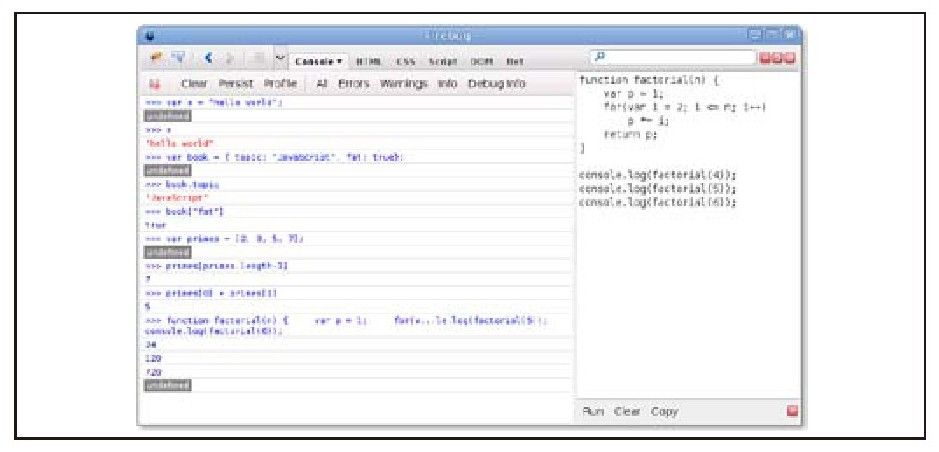 Firebug
Console HTML CSS Script DOM Net
Clear Persist Profile All Errors Warnings Info Debug Info
>>> var x = "hello world";
undefined
>>> x
"hello world"
>>> var book = { topic: "JavaScript", fat: true};
undefined
>>> book.topic
"JavaScript"
>>> book["fat"]
true
>>> var primes = [2, 3, 5, 7];
undefined
>>> primes[primes.length-1]
7
>>> primes[0] + primes[1]
5
>>> function factorial(n) { var p = 1; for(v...le.log(factorial(5));
console.log(factorial(6));
24
120
720
undefined
function factorial(n) {
var p = 1;
for(var i = 2; i <= n; i++)
p *= i;
return p;
}
console.log(factorial(4));
console.log(factorial(5));
console.log(factorial(6));
Run Clear Copy